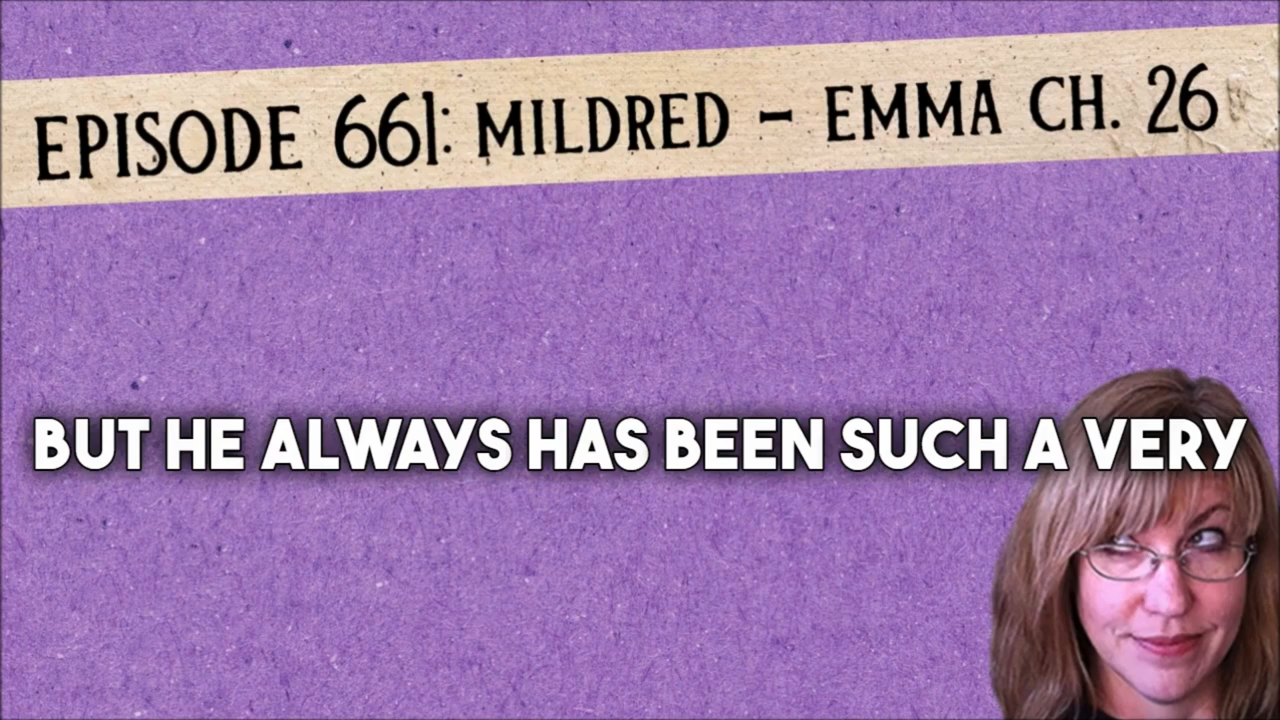 EPISODE 661: MILDRED - EMMA CH. 26
BUT HE ALWAYS HAS BEEN SUCH A VERY